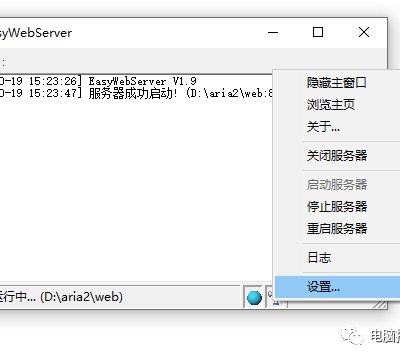 syWebServer
:
0-19 15:23:26] EasyWebServer V1.9
0-19 15:23:47] 服务器成功启动! (D:\aria2\web:8
隐藏主窗口
浏览主页
关于...
关闭服务器
启动服务器
停止服务器
重启服务器
日志
设置...
运行中... (D:\aria2\web)
电脑